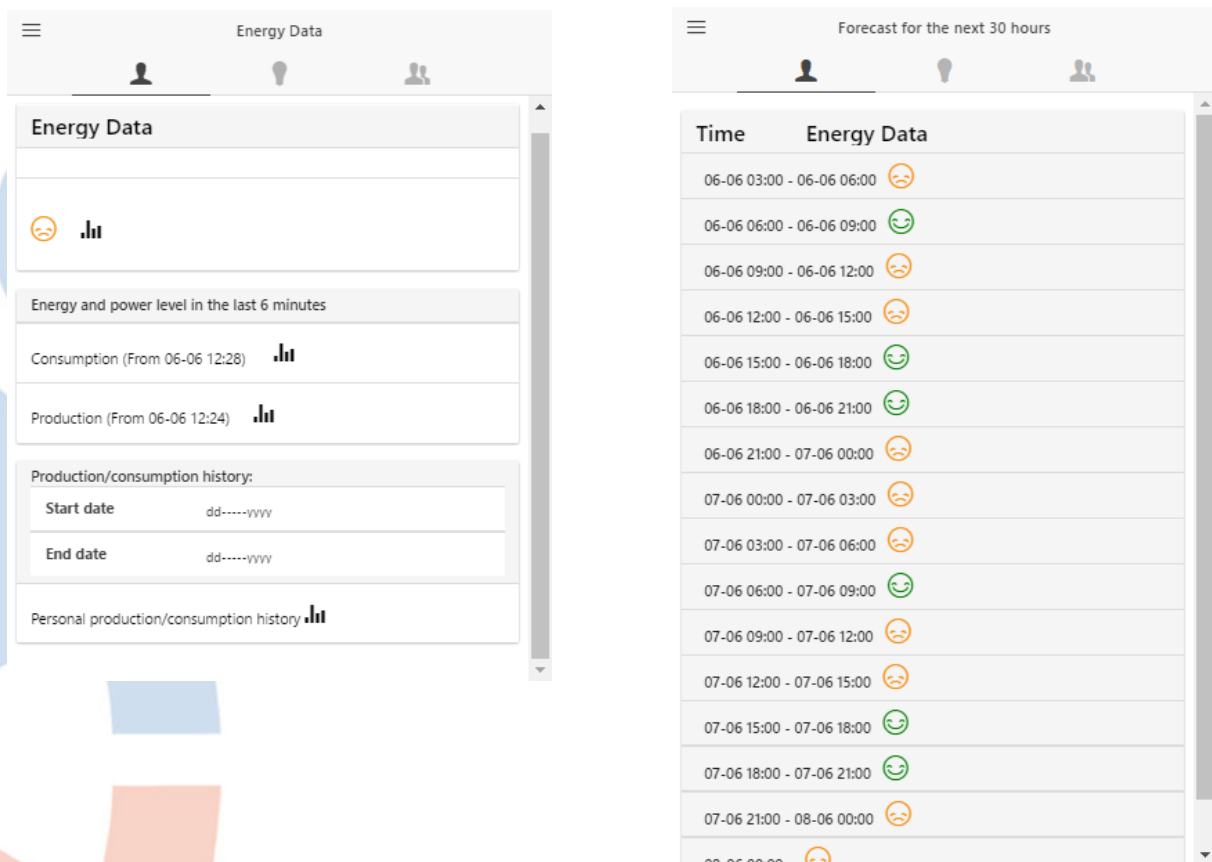 Energy Data
Energy Data
Energy and power level in the last 6 minutes
Consumption (From 06-06 12:28)
Production (From 06-06 12:24)
Production/consumption history:
Start date dd-----yyyy
End date dd-----yyyy
Personal production/consumption history
Forecast for the next 30 hours
Time Energy Data
06-06 03:00 - 06-06 06:00
06-06 06:00 - 06-06 09:00
06-06 09:00 - 06-06 12:00
06-06 12:00 - 06-06 15:00
06-06 15:00 - 06-06 18:00
06-06 18:00 - 06-06 21:00
06-06 21:00 - 07-06 00:00
07-06 00:00 - 07-06 03:00
07-06 03:00 - 07-06 06:00
07-06 06:00 - 07-06 09:00
07-06 09:00 - 07-06 12:00
07-06 12:00 - 07-06 15:00
07-06 15:00 - 07-06 18:00
07-06 18:00 - 07-06 21:00
07-06 21:00 - 08-06 00:00